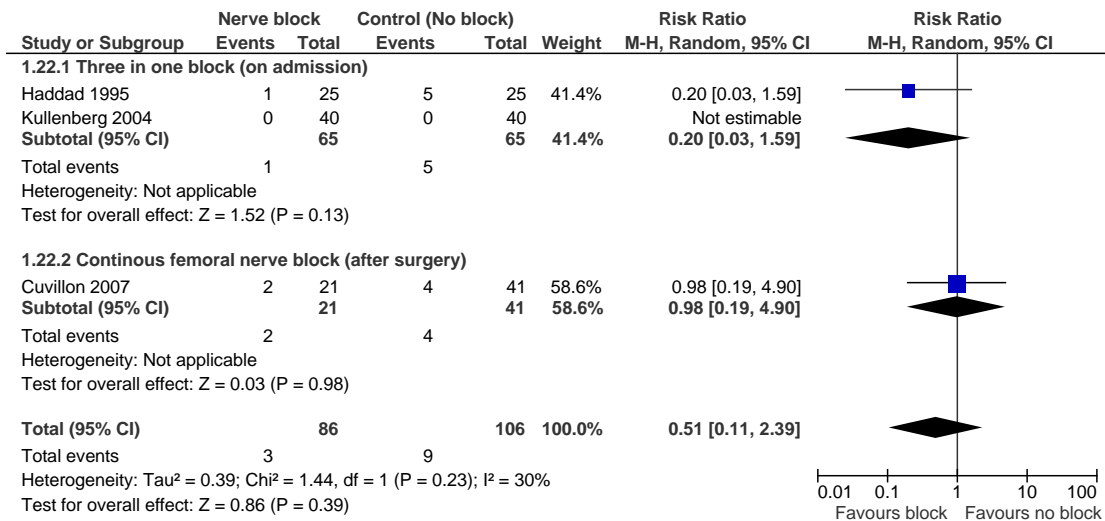 Nerve block Control (No block) Risk Ratio Risk Ratio
Study or Subgroup Events Total Events Total Weight M-H, Random, 95% CI M-H, Random, 95% CI
1.22.1 Three in one block (on admission)
Haddad 1995 1 25 5 25 41.4% 0.20 [0.03, 1.59]
Kullenberg 2004 0 40 0 40 Not estimable
Subtotal (95% CI) 65 65 41.4% 0.20 [0.03, 1.59]
Total events 1 5
Heterogeneity: Not applicable
Test for overall effect: Z = 1.52 (P = 0.13)
1.22.2 Continous femoral nerve block (after surgery)
Cuvillon 2007 2 21 4 41 58.6% 0.98 [0.19, 4.90]
Subtotal (95% CI) 21 41 58.6% 0.98 [0.19, 4.90]
Total events 2 4
Heterogeneity: Not applicable
Test for overall effect: Z = 0.03 (P = 0.98)
Total (95% CI) 86 106 100.0% 0.51 [0.11, 2.39]
Total events 3 9
Heterogeneity: Tau² = 0.39; Chi² = 1.44, df = 1 (P = 0.23); I² = 30%
Test for overall effect: Z = 0.86 (P = 0.39)
0.01 0.1 1 10 100
Favours block Favours no block